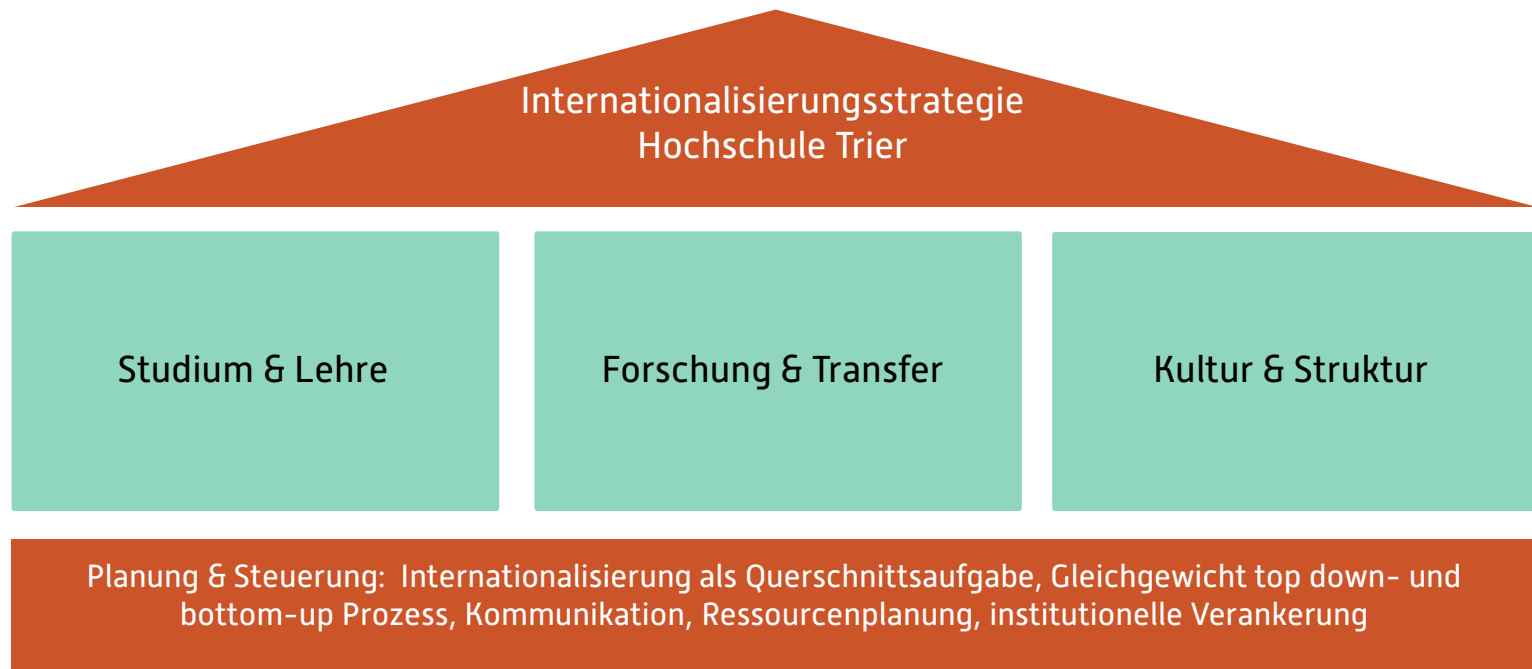 Internationalisierungsstrategie
Hochschule Trier
Studium & Lehre
Forschung & Transfer
Kultur & Struktur
Planung & Steuerung:  Internationalisierung als Querschnittsaufgabe, Gleichgewicht top down- und
bottom-up Prozess, Kommunikation, Ressourcenplanung, institutionelle Verankerung